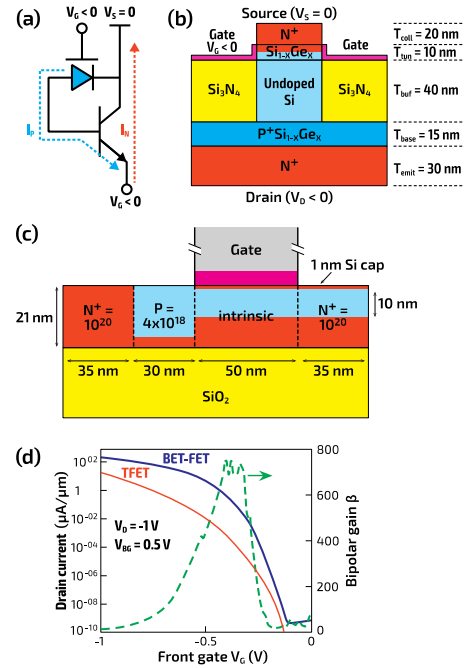 (a)
V_G < 0
V_S = 0
I_P
I_N
V_G < 0
(b)
Source (V_S = 0)
Gate
V_G < 0
N⁺
Si₁₋ₓGeₓ
Gate
Si₃N₄
Undoped
Si
Si₃N₄
P⁺Si₁₋ₓGeₓ
N⁺
Drain (V_D < 0)
T_coll = 20 nm
T_tun = 10 nm
T_buf = 40 nm
T_base = 15 nm
T_emit = 30 nm
(c)
Gate
1 nm Si cap
21 nm
N⁺ =
10²⁰
P =
4x10¹⁸
intrinsic
N⁺ =
10²⁰
10 nm
35 nm
30 nm
50 nm
35 nm
SiO₂
(d)
Drain current (μA/μm)
10⁰²
1
10⁻⁰²
10⁻⁰⁴
10⁻⁰⁶
10⁻⁰⁸
10⁻¹⁰
TFET
BET-FET
V_D = -1 V
V_BG = 0.5 V
800
600
400
200
0
Bipolar gain β
-1
-0.5
0
Front gate V_G (V)